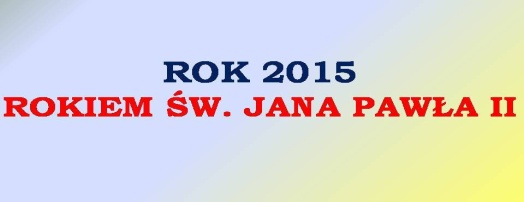 ROK 2015
ROKIEM ŚW. JANA PAWŁA II